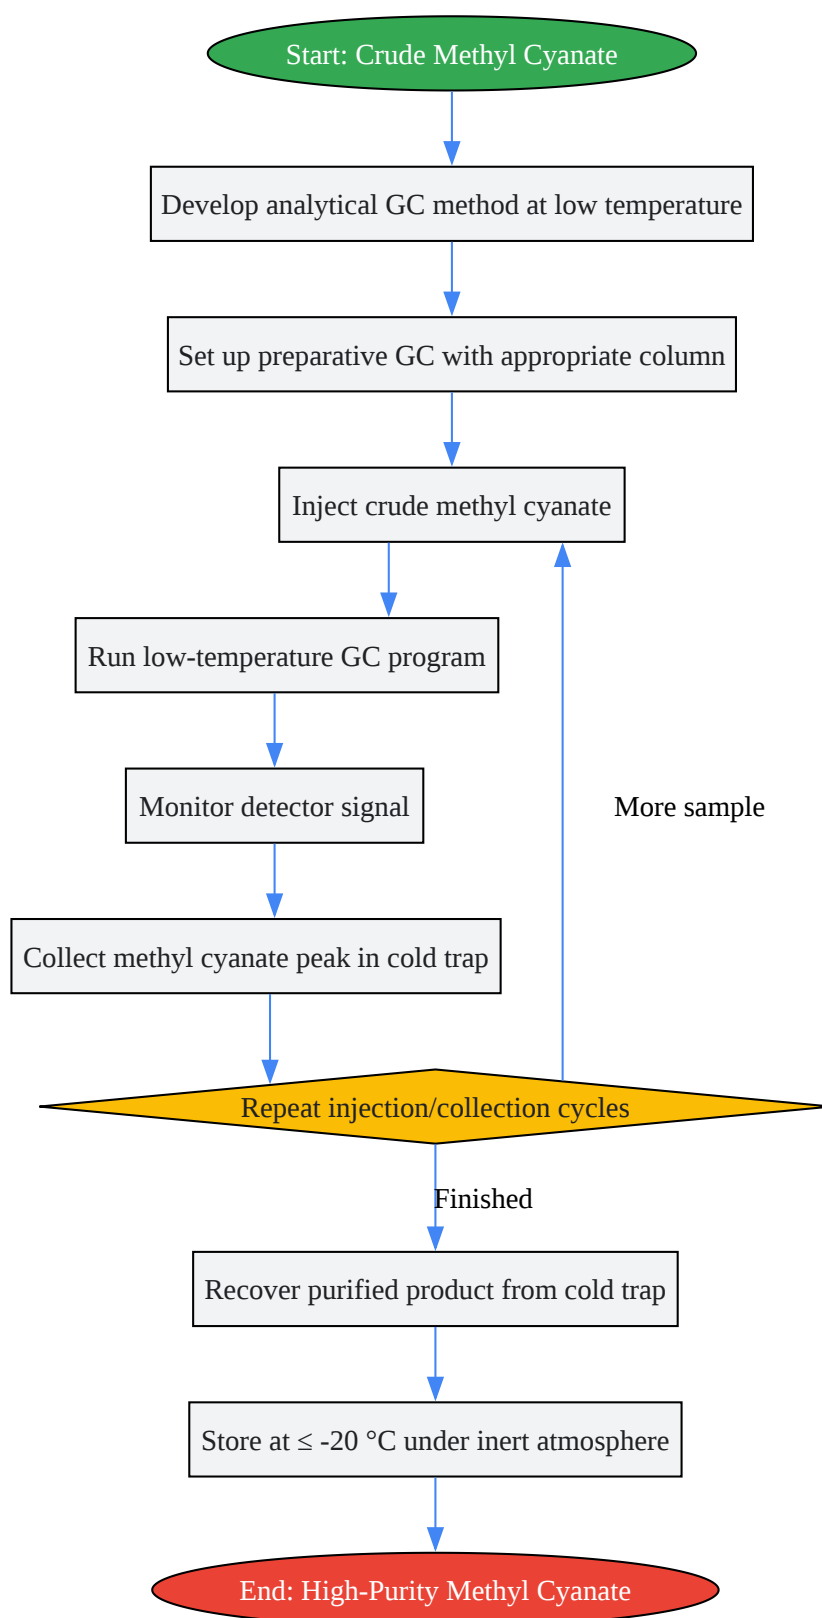 Start: Crude Methyl Cyanate
Develop analytical GC method at low temperature
Set up preparative GC with appropriate column
Inject crude methyl cyanate
Run low-temperature GC program
Monitor detector signal
More sample
Collect methyl cyanate peak in cold trap
Repeat injection/collection cycles
Finished
Recover purified product from cold trap
Store at ≤ -20 °C under inert atmosphere
End: High-Purity Methyl Cyanate